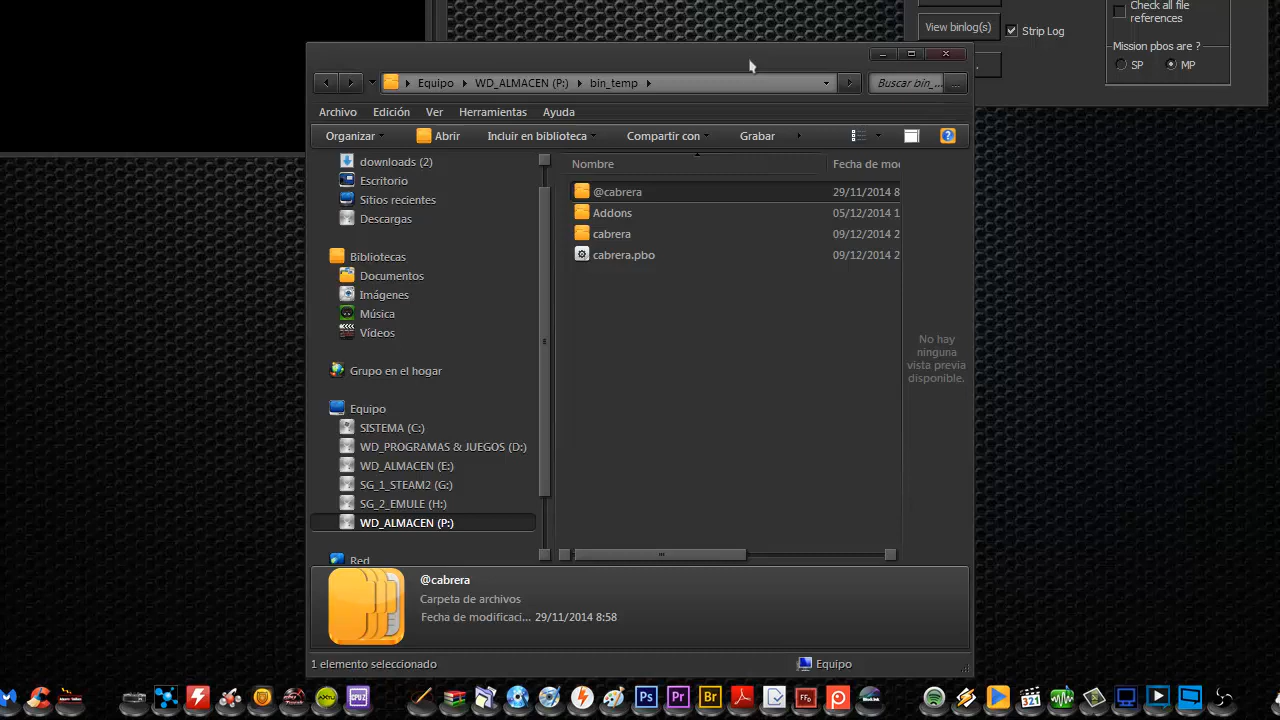 Check all file
references
View binlog(s)
Strip Log
Mission pbos are ?
SP
MP
Equipo
WD_ALMACEN (P:)
bin_temp
Buscar bin_...
Archivo
Edición
Ver
Herramientas
Ayuda
Organizar
Abrir
Incluir en biblioteca
Compartir con
Grabar
downloads (2)
Escritorio
Sitios recientes
Descargas
Bibliotecas
Documentos
Imágenes
Música
Vídeos
Grupo en el hogar
Equipo
SISTEMA (C:)
WD_PROGRAMAS & JUEGOS (D:)
WD_ALMACEN (E:)
SG_1_STEAM2 (G:)
SG_2_EMULE (H:)
WD_ALMACEN (P:)
Red
Nombre
Fecha de mo
@cabrera
29/11/2014 8
Addons
05/12/2014 1
cabrera
09/12/2014 2
cabrera.pbo
09/12/2014 2
No hay
ninguna
vista previa
disponible.
@cabrera
Carpeta de archivos
Fecha de modificaci... 29/11/2014 8:58
1 elemento seleccionado
Equipo
CPUZ
Ps
Pr
Br
FF6
321